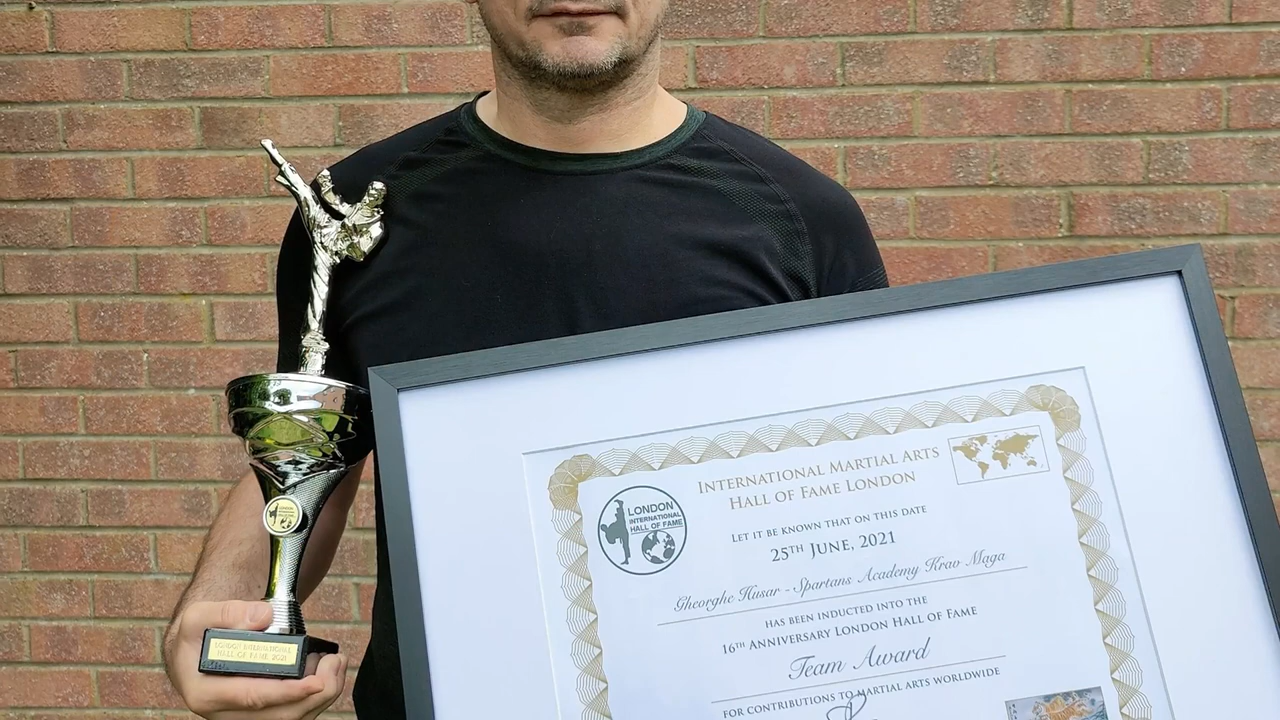 INTERNATIONAL MARTIAL ARTS
HALL OF FAME LONDON
LONDON
INTERNATIONAL
HALL OF FAME
LET IT BE KNOWN THAT ON THIS DATE
25TH JUNE, 2021
Gheorghe Husar - Spartans Academy Krav Maga
HAS BEEN INDUCTED INTO THE
16TH ANNIVERSARY LONDON HALL OF FAME
Team Award
FOR CONTRIBUTIONS TO MARTIAL ARTS WORLDWIDE
LONDON INTERNATIONAL
HALL OF FAME 2021